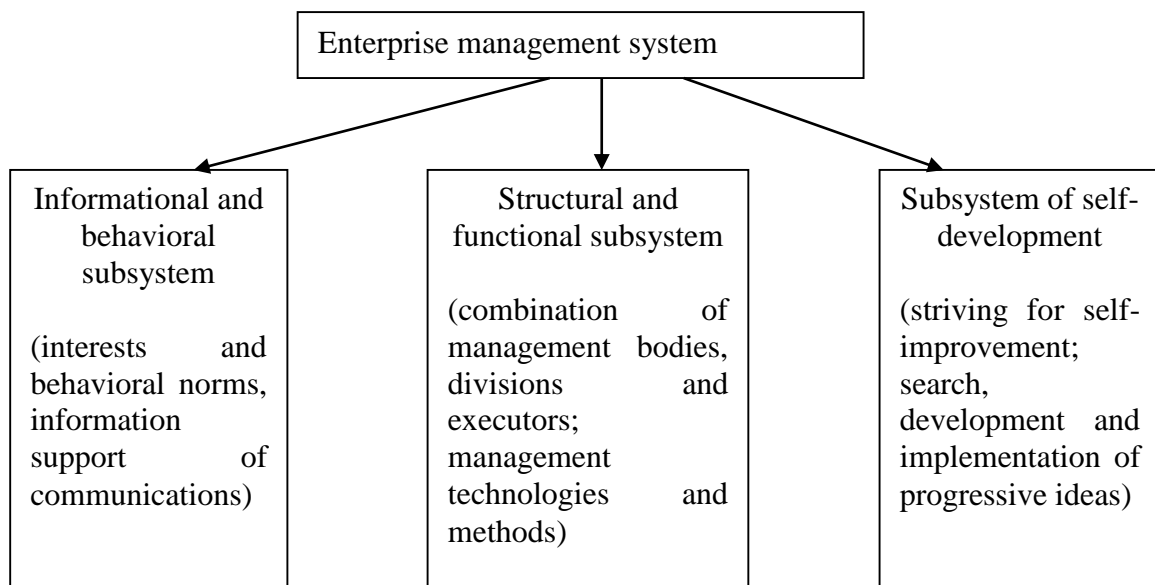 Enterprise management system
Informational and
behavioral
subsystem
(interests and
behavioral norms,
information
support of
communications)
Structural and
functional subsystem
(combination of
management bodies,
divisions and
executors;
management
technologies and
methods)
Subsystem of self-
development
(striving for self-
improvement;
search,
development and
implementation of
progressive ideas)